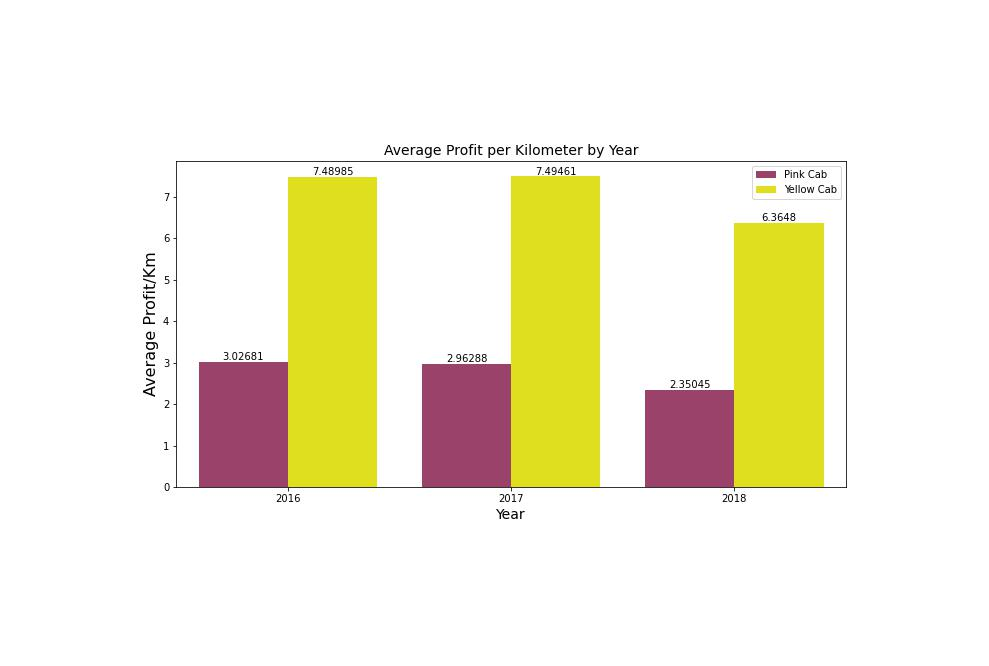 Average Profit per Kilometer by Year
Pink Cab
Yellow Cab
7.48985
7.49461
6.3648
3.02681
2.96288
2.35045
Average Profit/Km
7
6
5
4
3
2
1
0
2016 2017 2018
Year